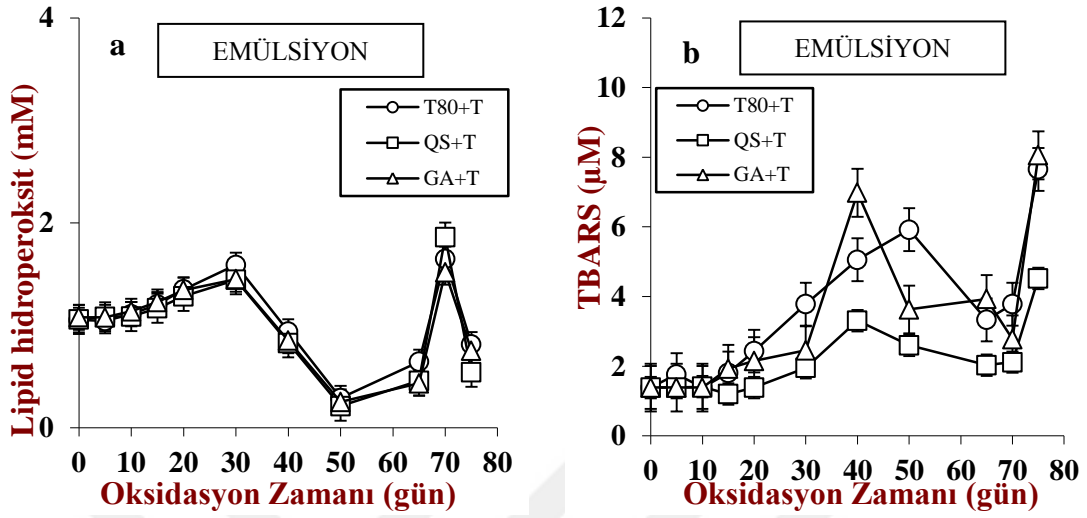 a
EMÜLSİYON
T80+T
QS+T
GA+T
Lipid hidroperoksit (mM)
4
2
0
0 10 20 30 40 50 60 70 80
Oksidasyon Zamanı (gün)
b
EMÜLSİYON
T80+T
QS+T
GA+T
TBARS (µM)
12
10
8
6
4
2
0
0 10 20 30 40 50 60 70 80
Oksidasyon Zamanı (gün)